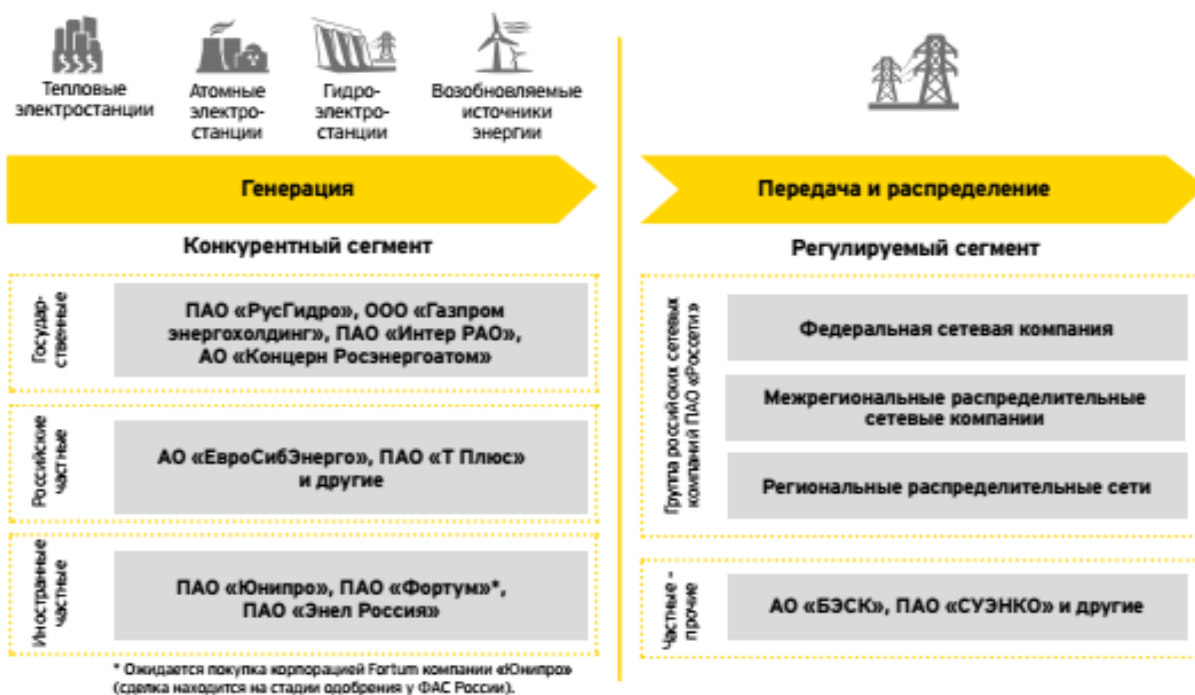 Тепловые
электростанции
Атомные
электро-
станции
Гидро-
электро-
станции
Возобновляемые
источники
энергии
Генерация
Конкурентный сегмент
Государ-
ственные
ПАО «РусГидро», ООО «Газпром
энергохолдинг», ПАО «Интер РАО»,
АО «Концерн Росэнергоатом»
Российские
частные
АО «ЕвроСибЭнерго», ПАО «Т Плюс»
и другие
Иностранные
частные
ПАО «Юнипро», ПАО «Фортум»*,
ПАО «Энел Россия»
* Ожидается покупка корпорацией Fortum компании «Юнипро»
(сделка находится на стадии одобрения у ФАС России).
Передача и распределение
Регулируемый сегмент
Группа российских сетевых
компаний ПАО «Россети»
Федеральная сетевая компания
Межрегиональные распределительные
сетевые компании
Региональные распределительные сети
Частные -
прочие
АО «БЭСК», ПАО «СУЭНКО» и другие